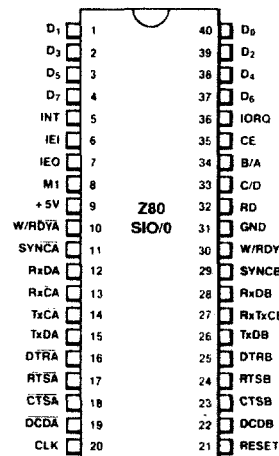 D₁ 1 40 D₀
D₃ 2 39 D₂
D₅ 3 38 D₄
D₇ 4 37 D₆
INT 5 36 IORQ
IEI 6 35 CE
IEO 7 34 B/A
M1 8 33 C/D
+5V 9 Z80 32 RD
W/RDYA 10 SIO/0 31 GND
SYNCA 11 30 W/RDY
RxDA 12 29 SYNCB
RxCA 13 28 RxDB
TxCA 14 27 RxTxCB
TxDA 15 26 TxDB
DTRA 16 25 DTRB
RTSA 17 24 RTSB
CTSA 18 23 CTSB
DCDA 19 22 DCDB
CLK 20 21 RESET